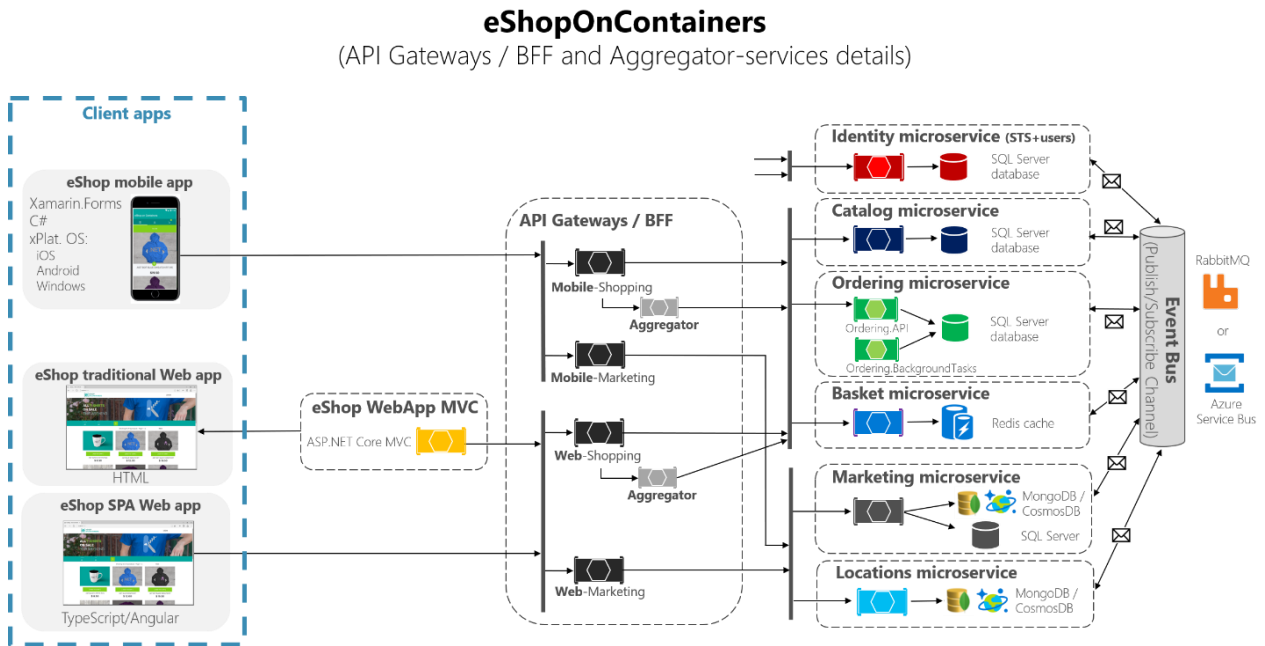 eShopOnContainers
(API Gateways / BFF and Aggregator-services details)
Client apps
eShop mobile app
Xamarin.Forms
C#
xPlat. OS:
iOS
Android
Windows
eShop traditional Web app
HTML
eShop SPA Web app
TypeScript/Angular
eShop WebApp MVC
ASP.NET Core MVC
API Gateways / BFF
Mobile-Shopping
Aggregator
Mobile-Marketing
Web-Shopping
Aggregator
Web-Marketing
Identity microservice (STS+users)
SQL Server
database
Catalog microservice
SQL Server
database
Ordering microservice
Ordering.API
SQL Server
database
Ordering.BackgroundTasks
Basket microservice
Redis cache
Marketing microservice
MongoDB /
CosmosDB
SQL Server
Locations microservice
MongoDB /
CosmosDB
Event Bus
(Publish/Subscribe Channel)
RabbitMQ
or
Azure
Service Bus